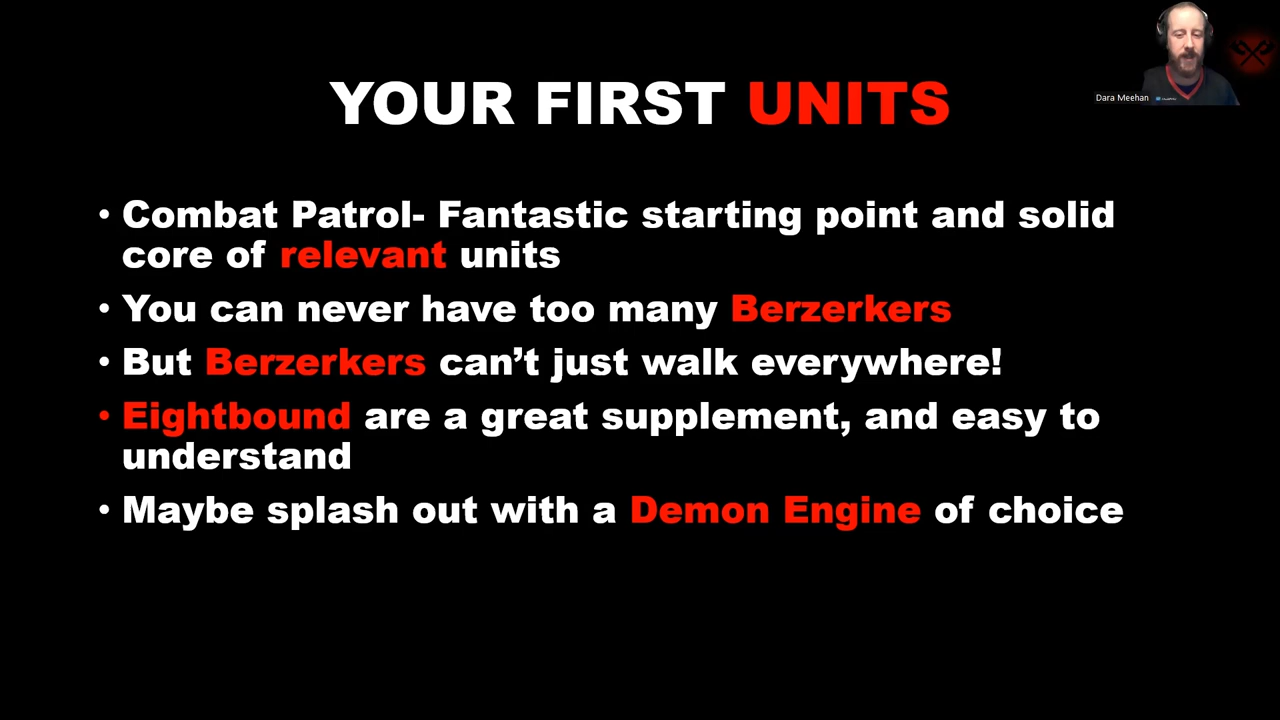 YOUR FIRST UNITS
Dara Meehan
• Combat Patrol- Fantastic starting point and solid
core of relevant units
• You can never have too many Berzerkers
• But Berzerkers can’t just walk everywhere!
• Eightbound are a great supplement, and easy to
understand
• Maybe splash out with a Demon Engine of choice